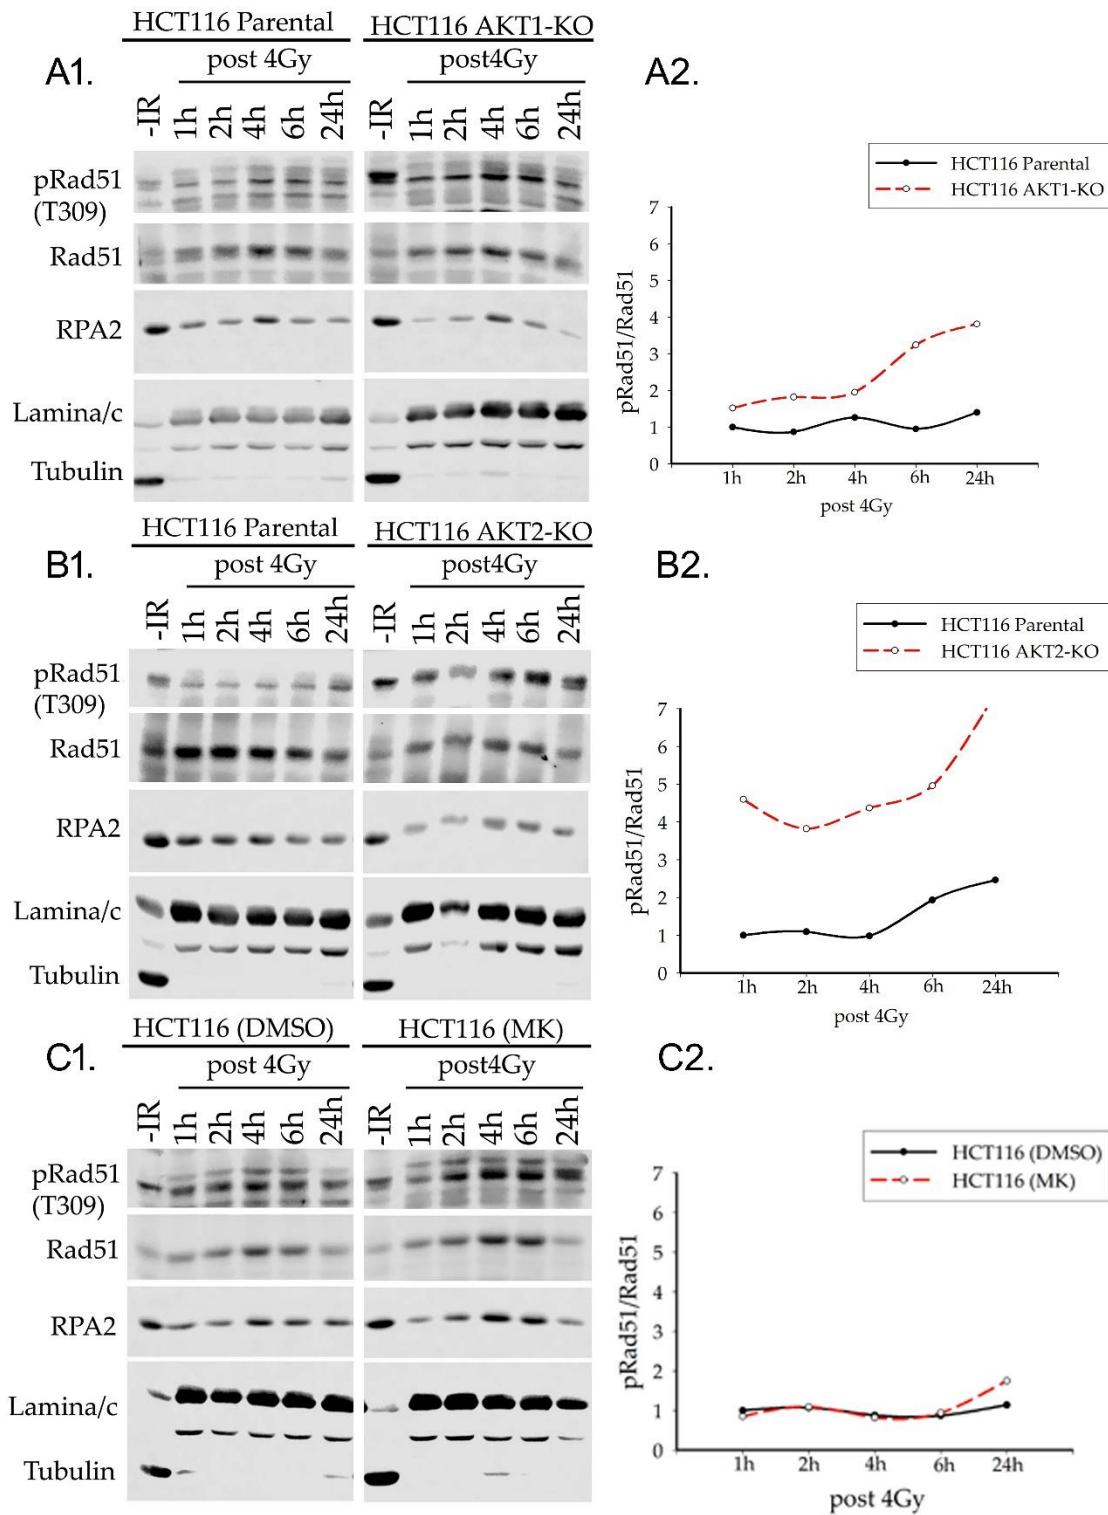 HCT116 Parental HCT116 AKT1-KO
A1. post 4Gy post4Gy A2.
-IR 1h 2h 4h 6h 24h -IR 1h 2h 4h 6h 24h
pRad51
(T309)
Rad51
RPA2
Lamina/c
Tubulin
HCT116 Parental
HCT116 AKT1-KO
pRad51/Rad51
7
6
5
4
3
2
1
0
1h 2h 4h 6h 24h
post 4Gy
HCT116 Parental HCT116 AKT2-KO
B1. post 4Gy post4Gy B2.
-IR 1h 2h 4h 6h 24h -IR 1h 2h 4h 6h 24h
pRad51
(T309)
Rad51
RPA2
Lamina/c
Tubulin
HCT116 Parental
HCT116 AKT2-KO
pRad51/Rad51
7
6
5
4
3
2
1
0
1h 2h 4h 6h 24h
post 4Gy
HCT116 (DMSO) HCT116 (MK)
C1. post 4Gy post4Gy C2.
-IR 1h 2h 4h 6h 24h -IR 1h 2h 4h 6h 24h
pRad51
(T309)
Rad51
RPA2
Lamina/c
Tubulin
HCT116 (DMSO)
HCT116 (MK)
pRad51/Rad51
7
6
5
4
3
2
1
0
1h 2h 4h 6h 24h
post 4Gy